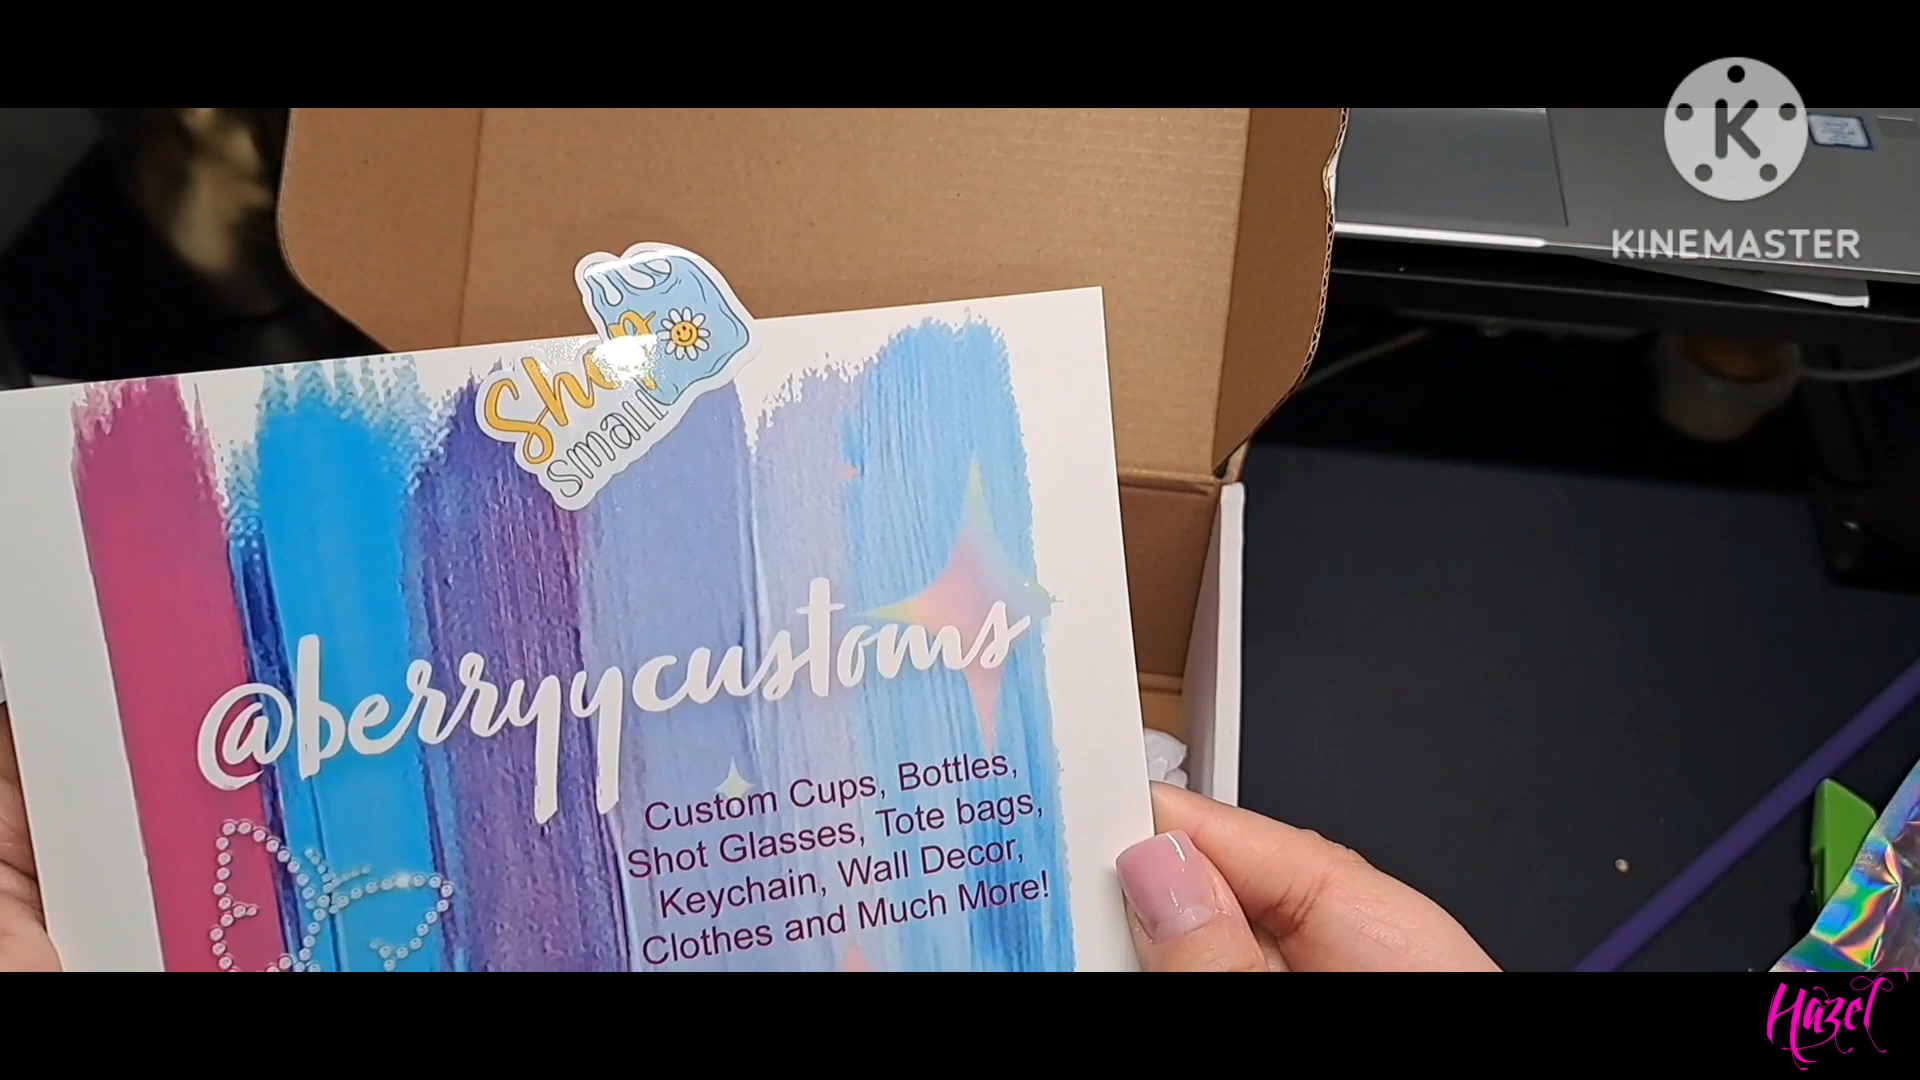 K
KINEMASTER
Shop
small
@berryycustoms
Custom Cups, Bottles,
Shot Glasses, Tote bags,
Keychain, Wall Decor,
Clothes and Much More!
Hazel